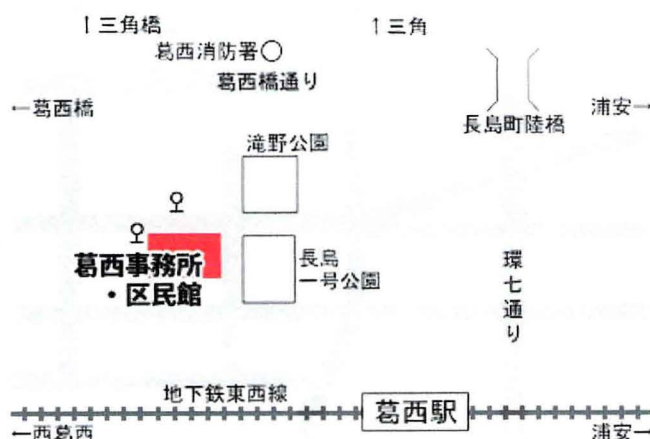 ↑三角橋
↑三角
葛西消防署
葛西橋通り
←葛西橋
浦安→
長島町陸橋
滝野公園
葛西事務所
・区民館
長島
一号公園
環七通り
地下鉄東西線
葛西駅
←西葛西
浦安→